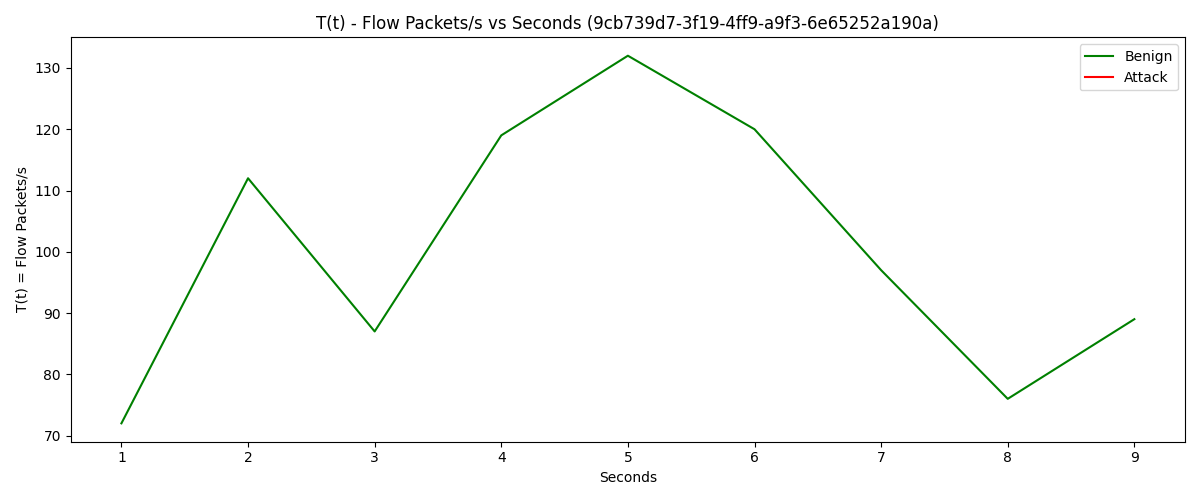 T(t) - Flow Packets/s vs Seconds (9cb739d7-3f19-4ff9-a9f3-6e65252a190a)
Benign
Attack
T(t) = Flow Packets/s
130
120
110
100
90
80
70
1 2 3 4 5 6 7 8 9
Seconds